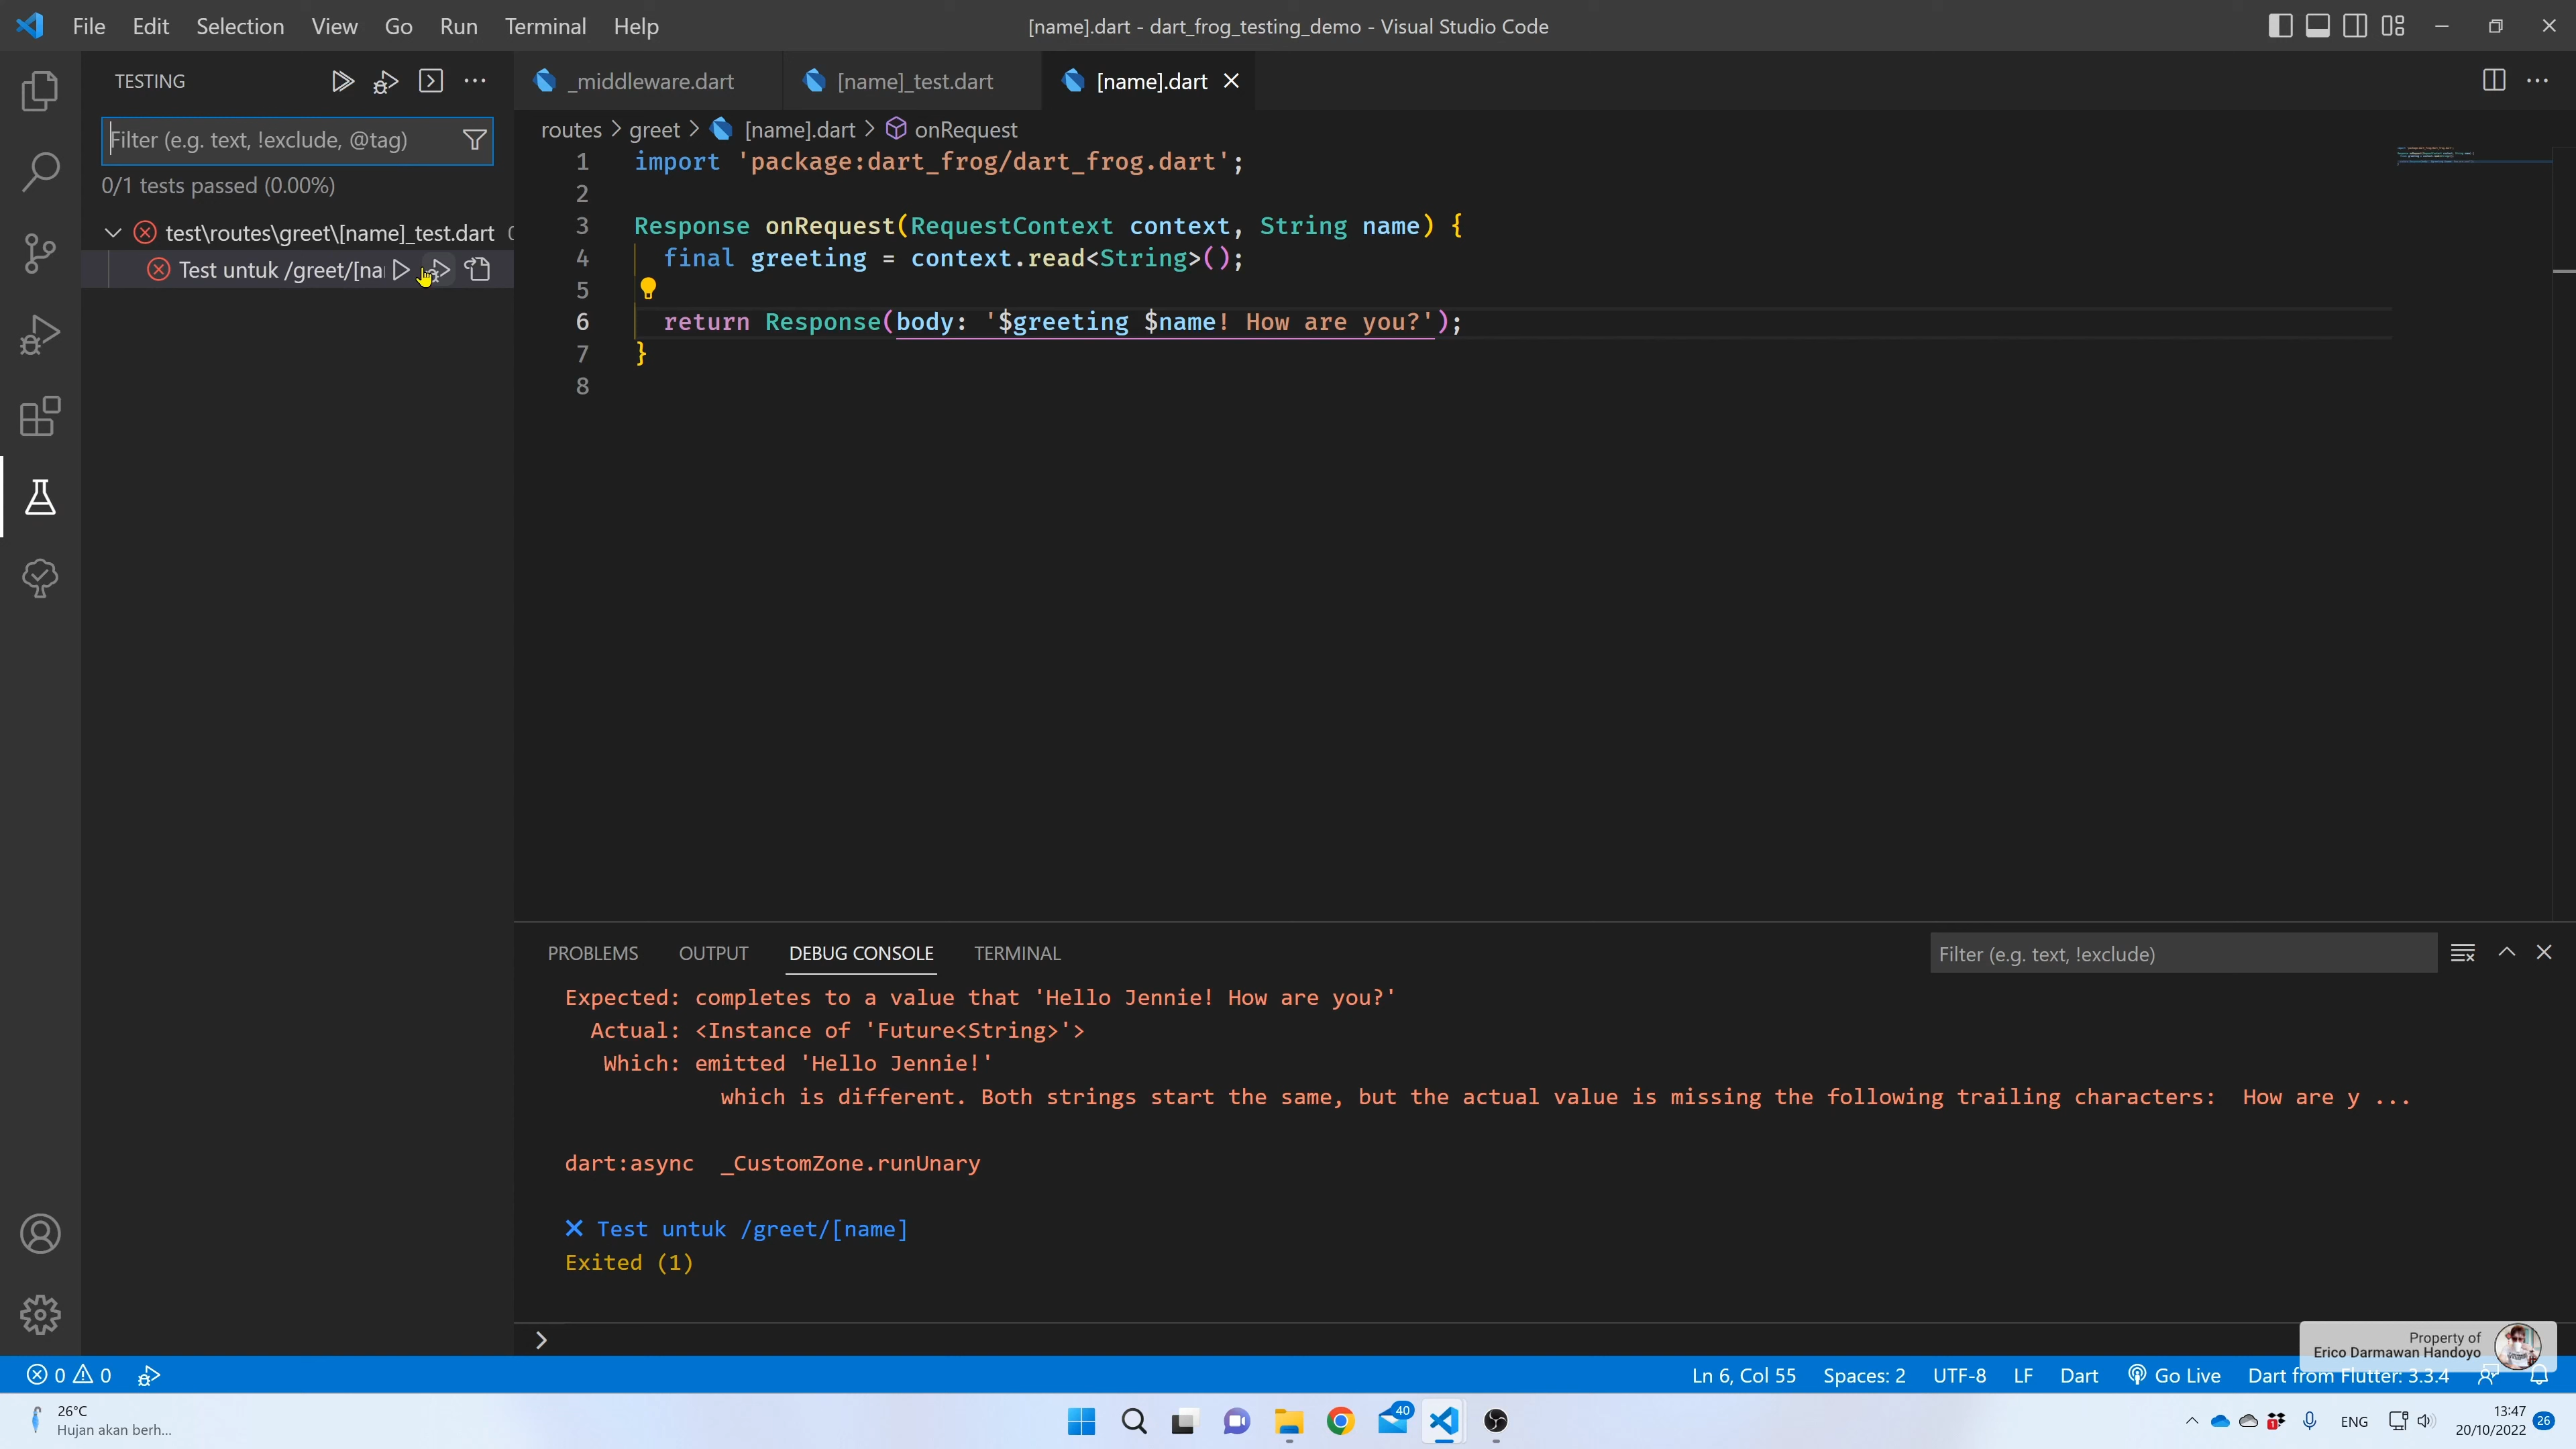 File Edit Selection View Go Run Terminal Help
[name].dart - dart_frog_testing_demo - Visual Studio Code
TESTING
_middleware.dart
[name]_test.dart
[name].dart
Filter (e.g. text, !exclude, @tag)
0/1 tests passed (0.00%)
test\routes\greet\[name]_test.dart
Test untuk /greet/[na
routes > greet > [name].dart > onRequest
1 import 'package:dart_frog/dart_frog.dart';
2
3 Response onRequest(RequestContext context, String name) {
4 final greeting = context.read<String>();
5
6 return Response(body: '$greeting $name! How are you?');
7 }
8
PROBLEMS OUTPUT DEBUG CONSOLE TERMINAL
Filter (e.g. text, !exclude)
Expected: completes to a value that 'Hello Jennie! How are you?'
Actual: <Instance of 'Future<String>'>
Which: emitted 'Hello Jennie!'
which is different. Both strings start the same, but the actual value is missing the following trailing characters:  How are y ...
dart:async _CustomZone.runUnary
✕ Test untuk /greet/[name]
Exited (1)
>
Property of
Erico Darmawan Handoyo
0 0
Ln 6, Col 55 Spaces: 2 UTF-8 LF Dart Go Live Dart from Flutter: 3.3.4
26°C
Hujan akan berh...
40
1
ENG
13:47
20/10/2022
26